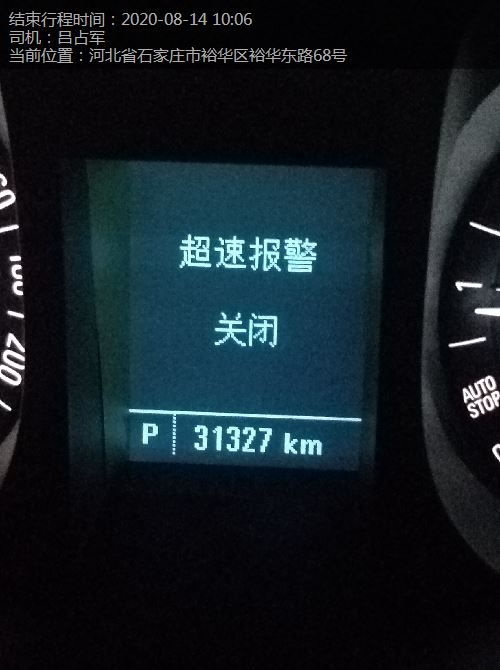 结束行程时间：2020-08-14 10:06
司机：吕占军
当前位置：河北省石家庄市裕华区裕华东路68号
超速报警
关闭
P 31327 km
200
1
AUTO
STOP